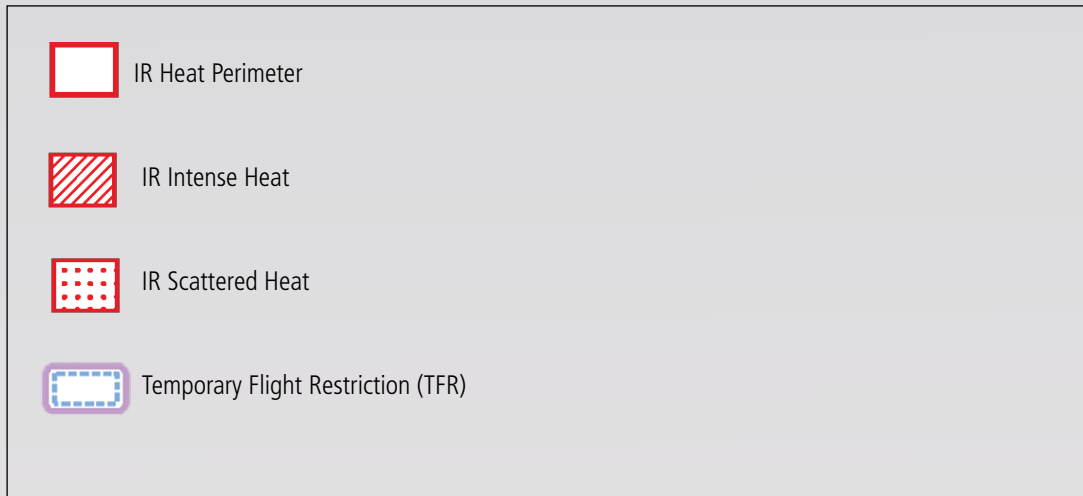 IR Heat Perimeter
IR Intense Heat
IR Scattered Heat
Temporary Flight Restriction (TFR)